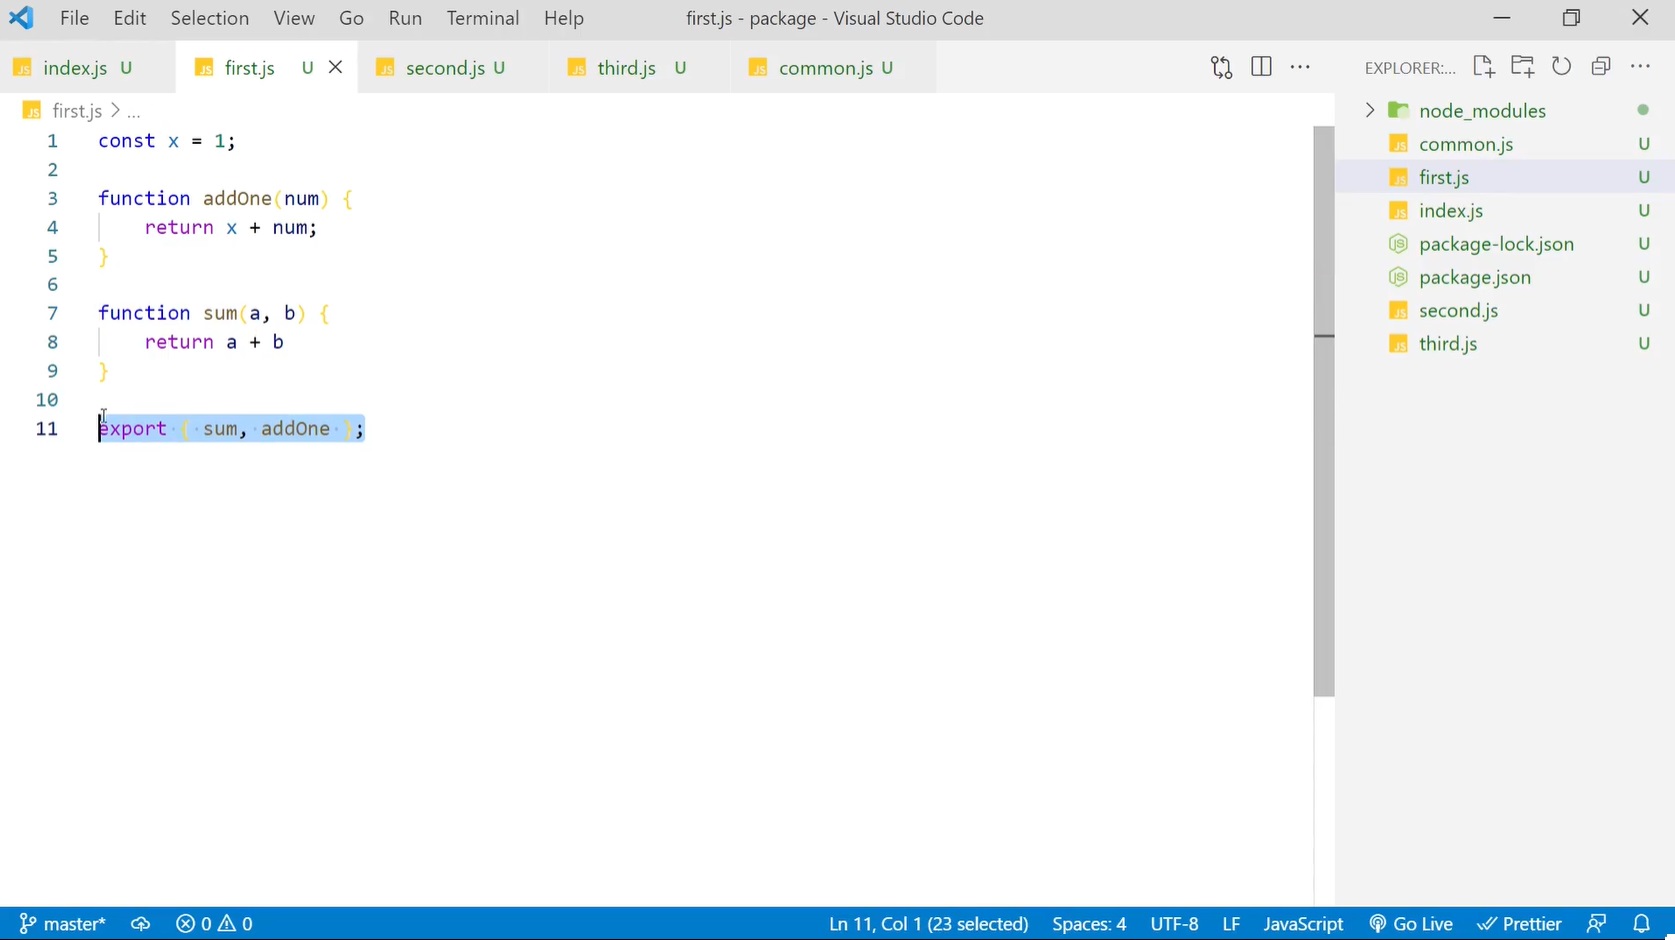 File Edit Selection View Go Run Terminal Help first.js - package - Visual Studio Code
index.js U first.js U second.js U third.js U common.js U
EXPLORER:...
first.js > ...
1 const x = 1;
2
3 function addOne(num) {
4 return x + num;
5 }
6
7 function sum(a, b) {
8 return a + b
9 }
10
11 export { sum, addOne };
node_modules
common.js U
first.js U
index.js U
package-lock.json U
package.json U
second.js U
third.js U
master* 0 0 Ln 11, Col 1 (23 selected) Spaces: 4 UTF-8 LF JavaScript Go Live Prettier